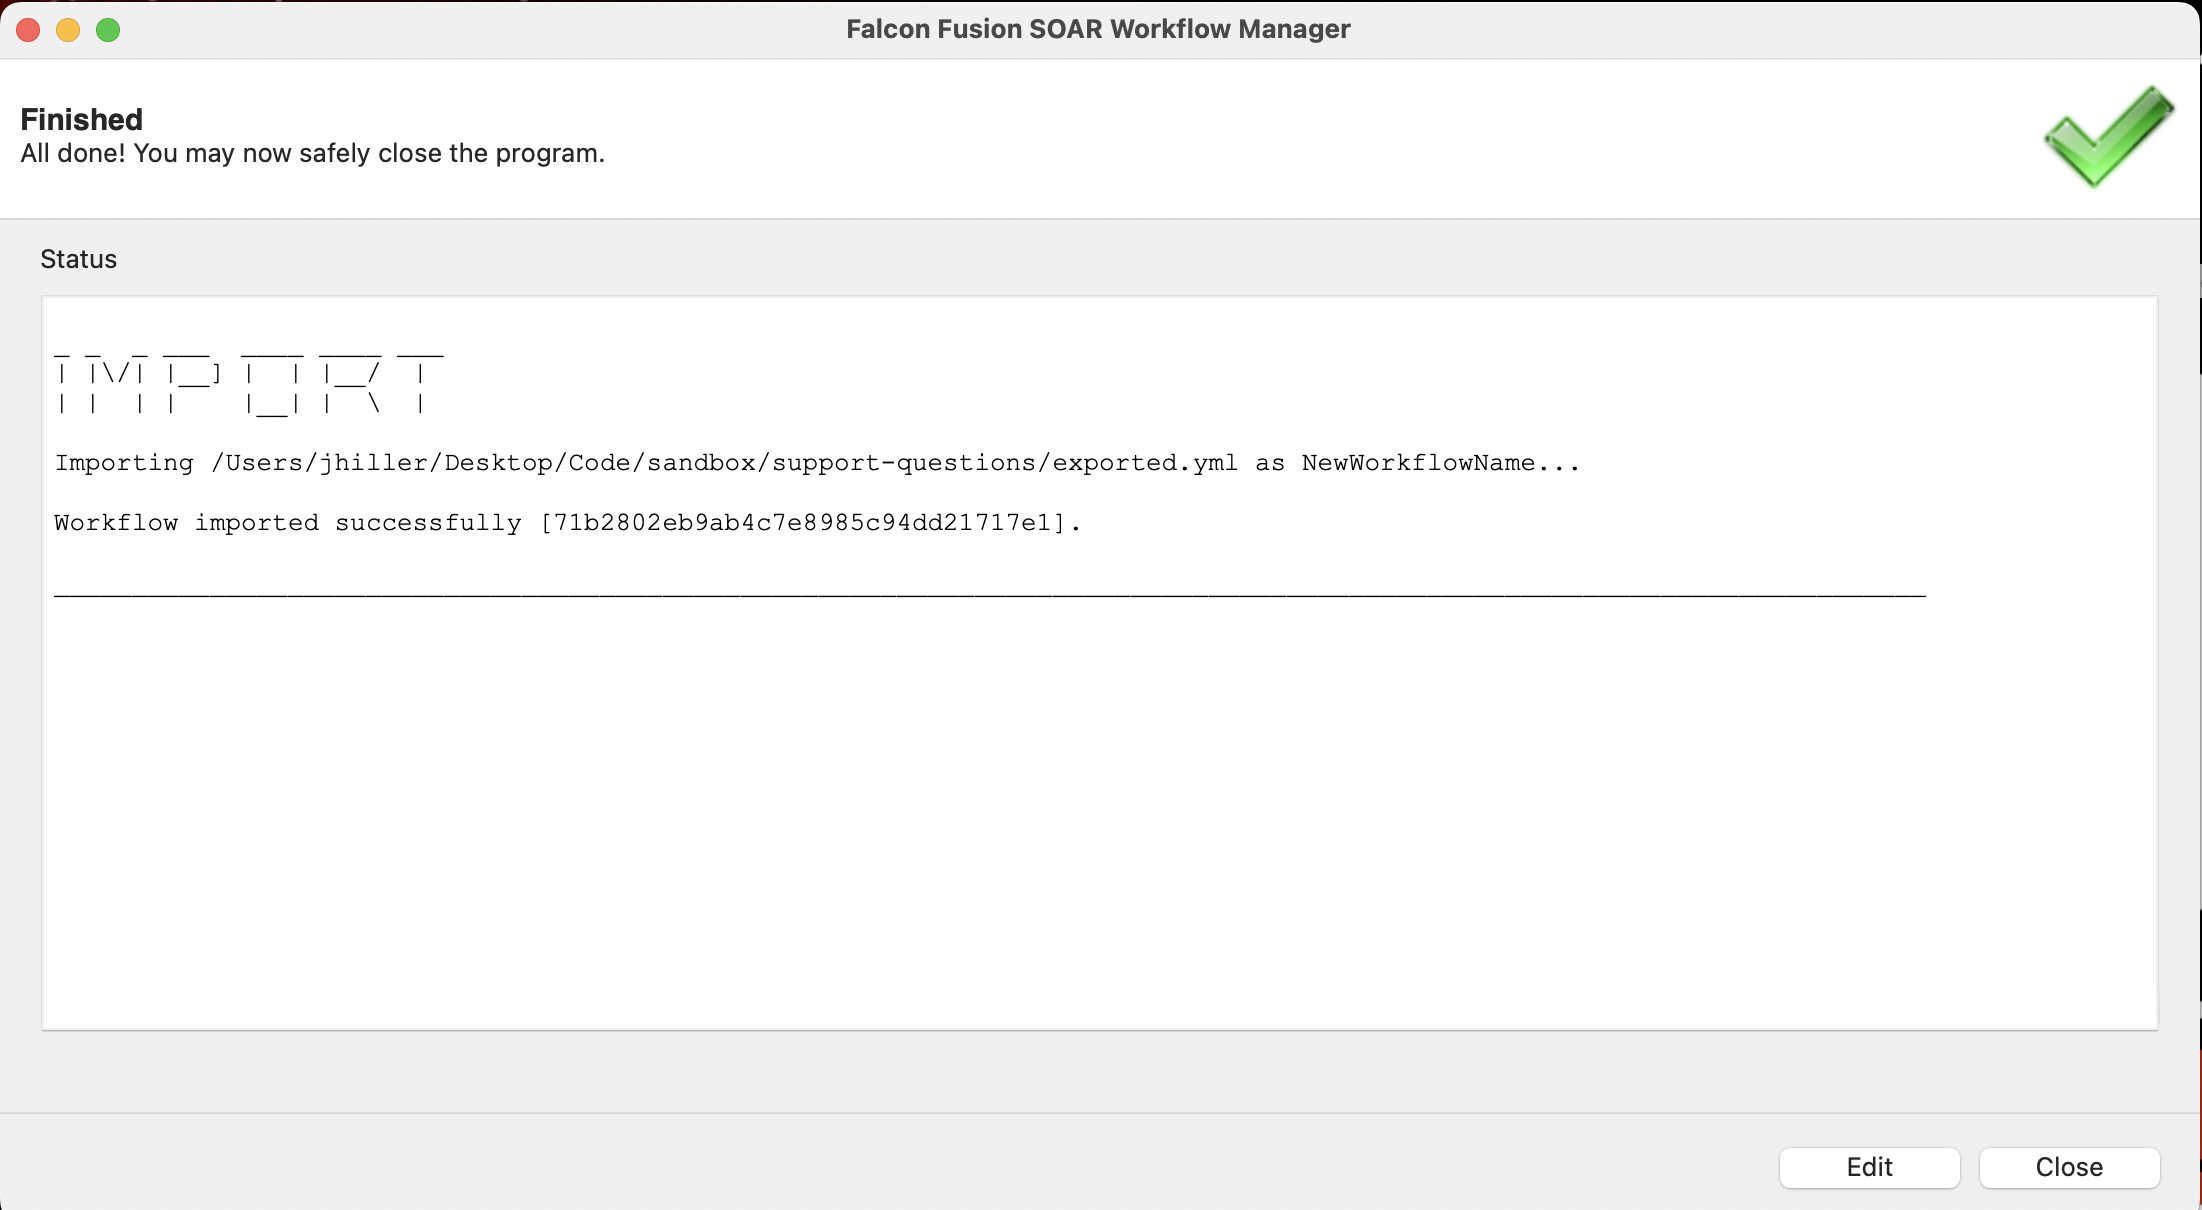 Falcon Fusion SOAR Workflow Manager
Finished
All done! You may now safely close the program.
Status
_ _  _ ___  ____ ____ ___
| |\/| |__] |  | |__/  |
| |  | |    |__| |  \  |
Importing /Users/jhiller/Desktop/Code/sandbox/support-questions/exported.yml as NewWorkflowName...
Workflow imported successfully [71b2802eb9ab4c7e8985c94dd21717e1].
________________________________________________________________________________________________________________________
Edit
Close